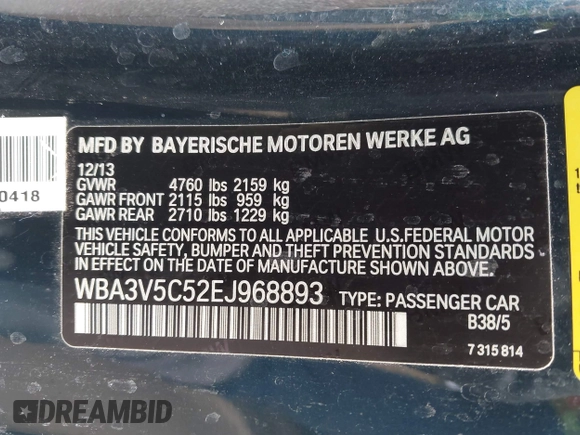 MFD BY BAYERISCHE MOTOREN WERKE AG
12/13
GVWR 4760 lbs 2159 kg
GAWR FRONT 2115 lbs 959 kg
GAWR REAR 2710 lbs 1229 kg
THIS VEHICLE CONFORMS TO ALL APPLICABLE U.S.FEDERAL MOTOR
VEHICLE SAFETY, BUMPER AND THEFT PREVENTION STANDARDS
IN EFFECT ON THE DATE OF MANUFACTURE SHOWN ABOVE.
WBA3V5C52EJ968893 TYPE: PASSENGER CAR
B38/5
7 315 814
0418
DREAMBID